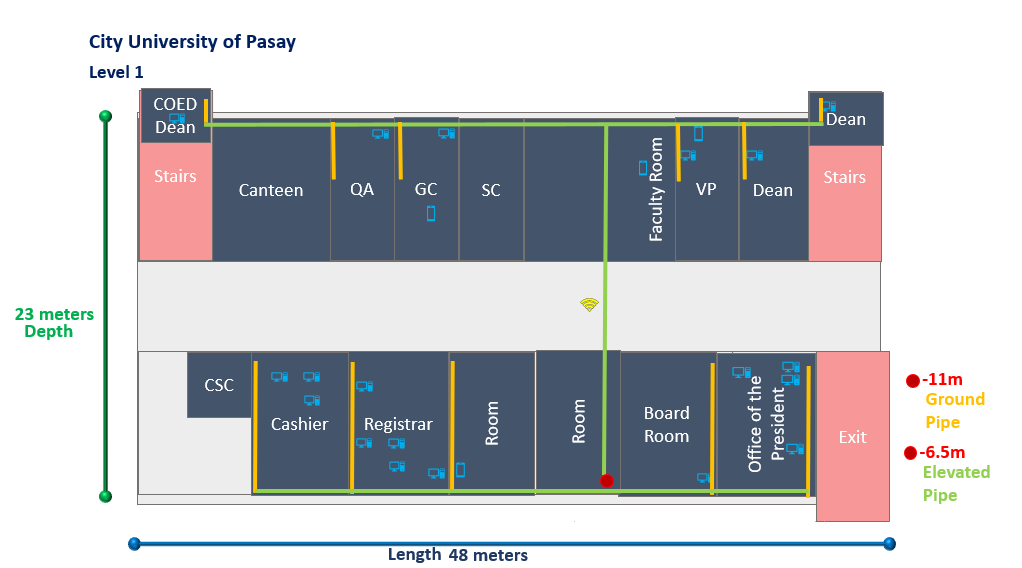 City University of Pasay
Level 1
COED
Dean
Dean
Stairs
Canteen
QA
GC
SC
Faculty Room
VP
Dean
Stairs
23 meters
Depth
CSC
Cashier
Registrar
Room
Room
Board
Room
Office of the
President
Exit
-11m
Ground
Pipe
-6.5m
Elevated
Pipe
Length 48 meters